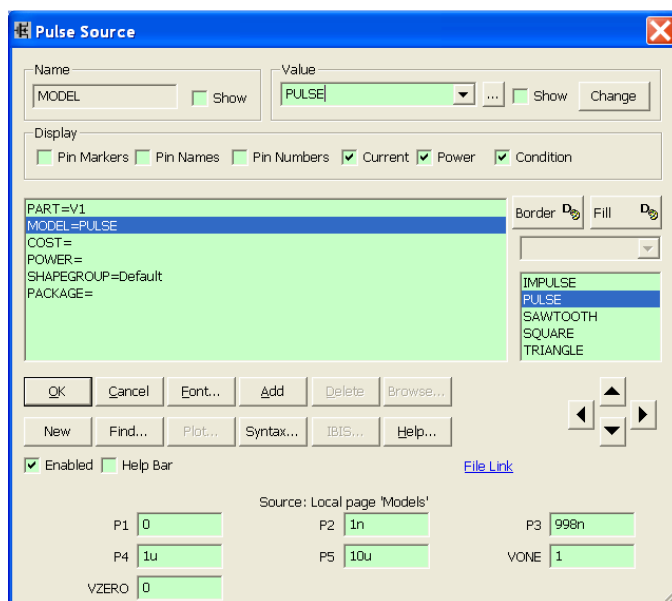 Pulse Source
Name
MODEL
Show
Value
PULSE
...
Show
Change
Display
Pin Markers
Pin Names
Pin Numbers
Current
Power
Condition
PART=V1
MODEL=PULSE
COST=
POWER=
SHAPEGROUP=Default
PACKAGE=
Border
Fill
IMPULSE
PULSE
SAWTOOTH
SQUARE
TRIANGLE
OK
Cancel
Font...
Add
Delete
Browse...
New
Find...
Plot...
Syntax...
IBIS...
Help...
Enabled
Help Bar
File Link
Source: Local page 'Models'
P1 0
P2 1n
P3 998n
P4 1u
P5 10u
VONE 1
VZERO 0